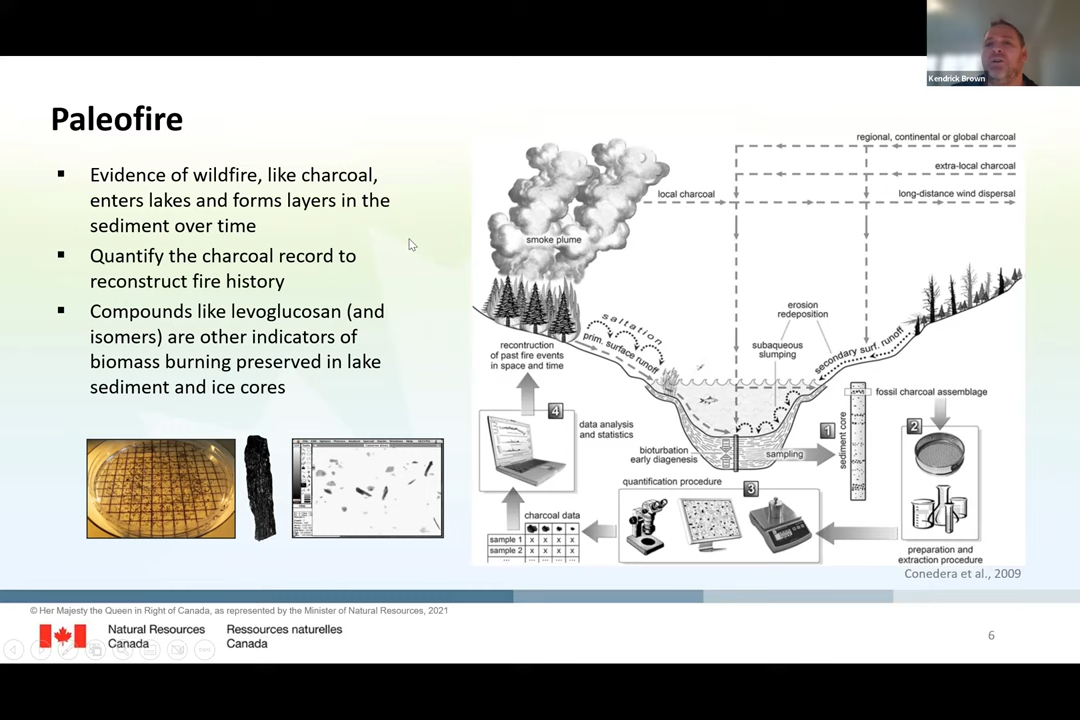 Kendrick Brown
Paleofire
▪ Evidence of wildfire, like charcoal,
enters lakes and forms layers in the
sediment over time
▪ Quantify the charcoal record to
reconstruct fire history
▪ Compounds like levoglucosan (and
isomers) are other indicators of
biomass burning preserved in lake
sediment and ice cores
regional, continental or global charcoal
extra-local charcoal
local charcoal
long-distance wind dispersal
smoke plume
saltation
prim. surface runoff
erosion
redeposition
subaqueous
slumping
secondary surf. runoff
recontruction
of past fire events
in space and time
4
data analysis
and statistics
bioturbation
early diagenesis
sampling
1
sediment core
fossil charcoal assemblage
2
quantification procedure
3
charcoal data
sample 1 x x x x
sample 2 x x x x
... ... ... ... ...
preparation and
extraction procedure
Conedera et al., 2009
© Her Majesty the Queen in Right of Canada, as represented by the Minister of Natural Resources, 2021
Natural Resources
Canada
Ressources naturelles
Canada
6